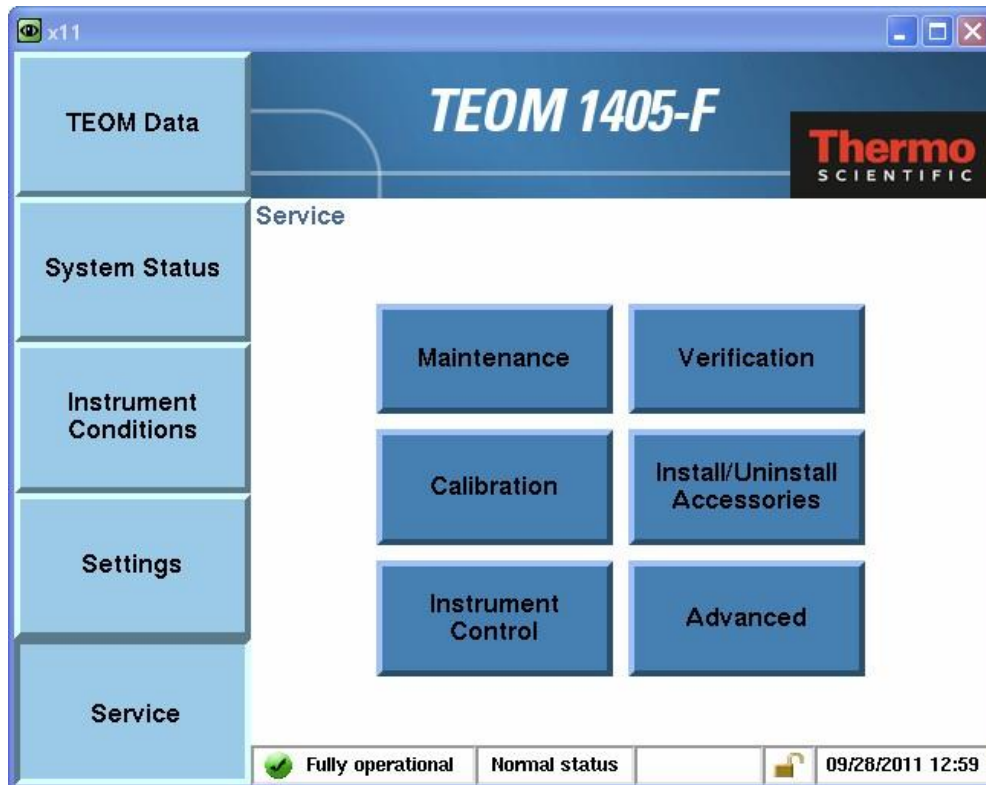 x11
TEOM Data
TEOM 1405-F
Thermo
SCIENTIFIC
System Status
Instrument
Conditions
Settings
Service
Service
Maintenance
Verification
Calibration
Install/Uninstall
Accessories
Instrument
Control
Advanced
Fully operational
Normal status
09/28/2011 12:59